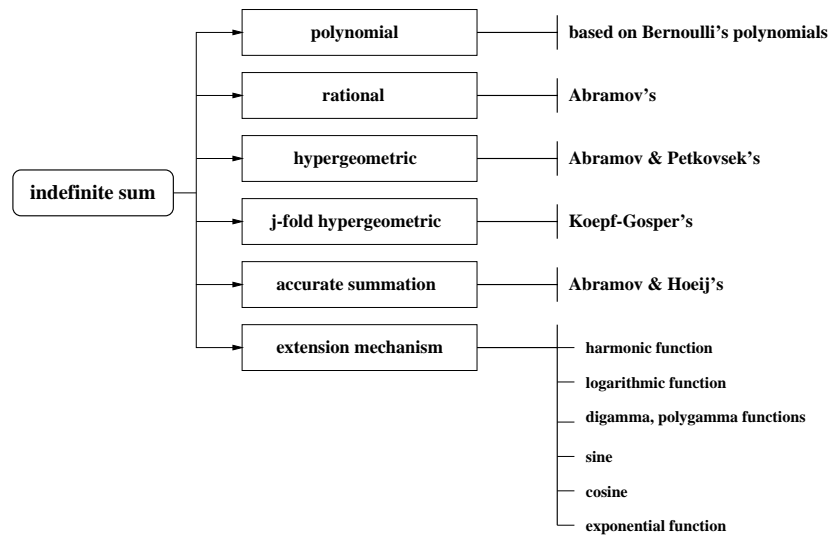 polynomial
based on Bernoulli's polynomials
rational
Abramov's
hypergeometric
Abramov & Petkovsek's
indefinite sum
j-fold hypergeometric
Koepf-Gosper's
accurate summation
Abramov & Hoeij's
extension mechanism
harmonic function
logarithmic function
digamma, polygamma functions
sine
cosine
exponential function